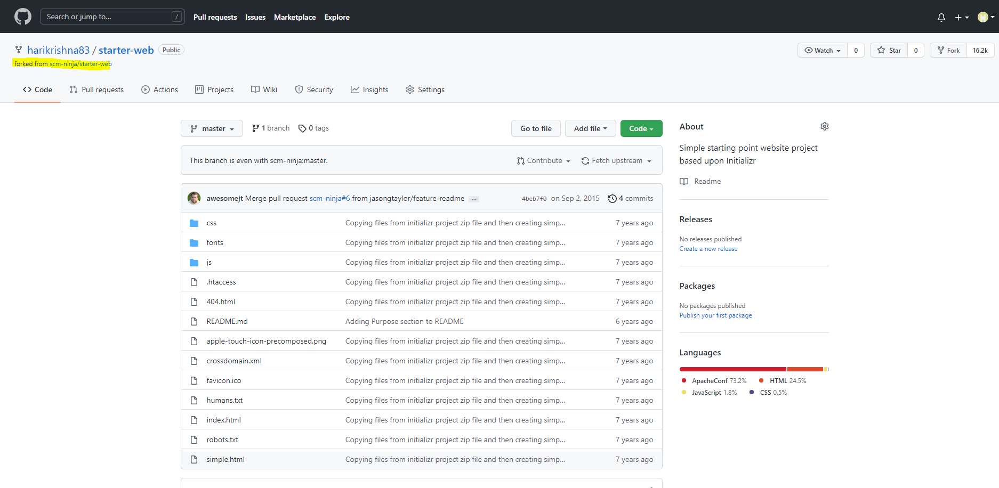 Search or jump to... /
Pull requests Issues Marketplace Explore
harikrishna83 / starter-web Public
forked from scm-ninja/starter-web
Watch 0 Star 0 Fork 16.2k
Code Pull requests Actions Projects Wiki Security Insights Settings
master 1 branch 0 tags Go to file Add file Code
This branch is even with scm-ninja:master. Contribute Fetch upstream
awesomejt Merge pull request scm-ninja#6 from jasongtaylor/feature-readme ... 4beb7f0 on Sep 2, 2015 4 commits
css Copying files from initializr project zip file and then creating simp... 7 years ago
fonts Copying files from initializr project zip file and then creating simp... 7 years ago
js Copying files from initializr project zip file and then creating simp... 7 years ago
.htaccess Copying files from initializr project zip file and then creating simp... 7 years ago
404.html Copying files from initializr project zip file and then creating simp... 7 years ago
README.md Adding Purpose section to README 6 years ago
apple-touch-icon-precomposed.png Copying files from initializr project zip file and then creating simp... 7 years ago
crossdomain.xml Copying files from initializr project zip file and then creating simp... 7 years ago
favicon.ico Copying files from initializr project zip file and then creating simp... 7 years ago
humans.txt Copying files from initializr project zip file and then creating simp... 7 years ago
index.html Copying files from initializr project zip file and then creating simp... 7 years ago
robots.txt Copying files from initializr project zip file and then creating simp... 7 years ago
simple.html Copying files from initializr project zip file and then creating simp... 7 years ago
About
Simple starting point website project
based upon Initializr
Readme
Releases
No releases published
Create a new release
Packages
No packages published
Publish your first package
Languages
ApacheConf 73.2% HTML 24.5%
JavaScript 1.8% CSS 0.5%